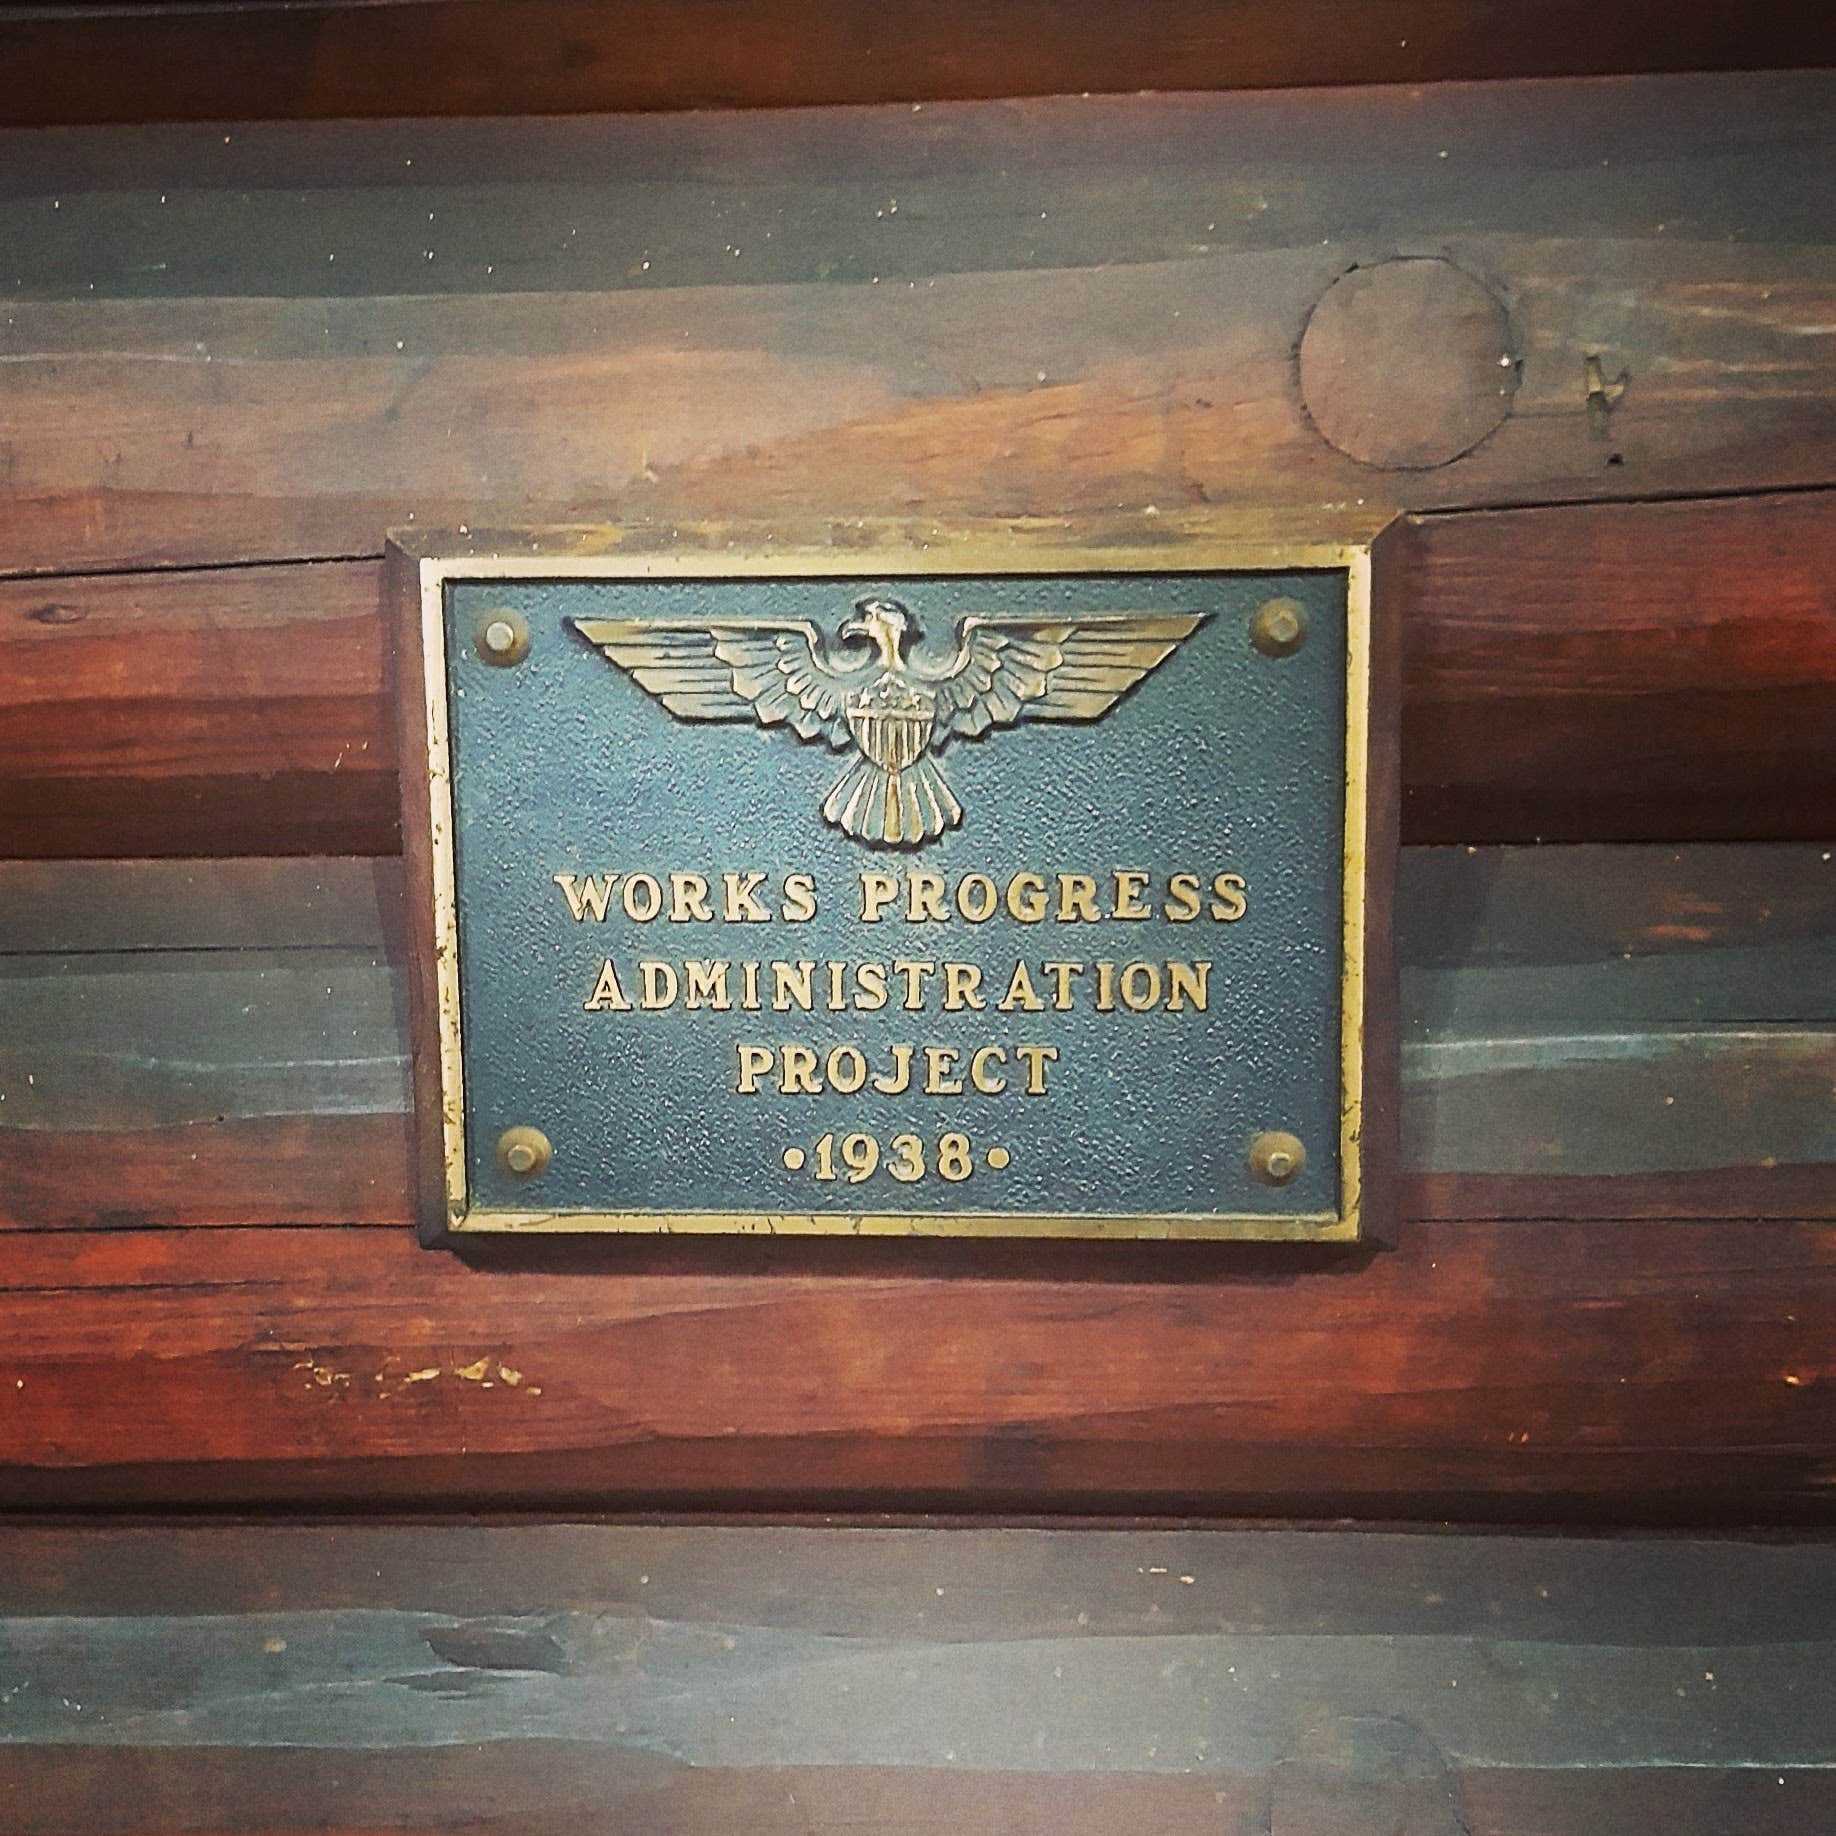 WORKS PROGRESS
ADMINISTRATION
PROJECT
•1938•